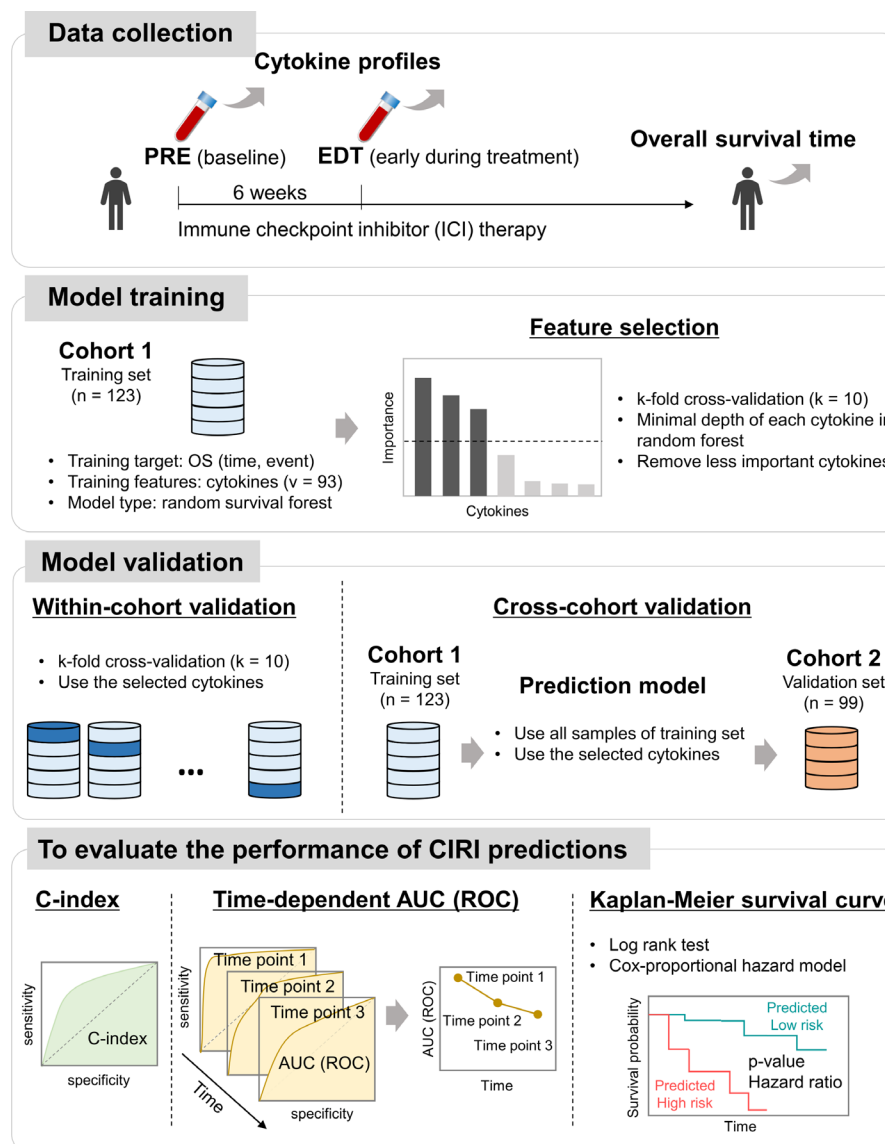 Data collection
Cytokine profiles
PRE (baseline)
EDT (early during treatment)
Overall survival time
6 weeks
Immune checkpoint inhibitor (ICI) therapy
Model training
Cohort 1
Training set
(n = 123)
• Training target: OS (time, event)
• Training features: cytokines (v = 93)
• Model type: random survival forest
Feature selection
Importance
Cytokines
• k-fold cross-validation (k = 10)
• Minimal depth of each cytokine in
random forest
• Remove less important cytokines
Model validation
Within-cohort validation
• k-fold cross-validation (k = 10)
• Use the selected cytokines
...
Cross-cohort validation
Cohort 1
Training set
(n = 123)
Prediction model
• Use all samples of training set
• Use the selected cytokines
Cohort 2
Validation set
(n = 99)
To evaluate the performance of CIRI predictions
C-index
sensitivity
C-index
specificity
Time-dependent AUC (ROC)
sensitivity
Time point 1
Time point 2
Time point 3
AUC (ROC)
Time
specificity
AUC (ROC)
Time point 1
Time point 2
Time point 3
Time
Kaplan-Meier survival curve
• Log rank test
• Cox-proportional hazard model
Survival probability
Predicted
Low risk
p-value
Hazard ratio
Predicted
High risk
Time